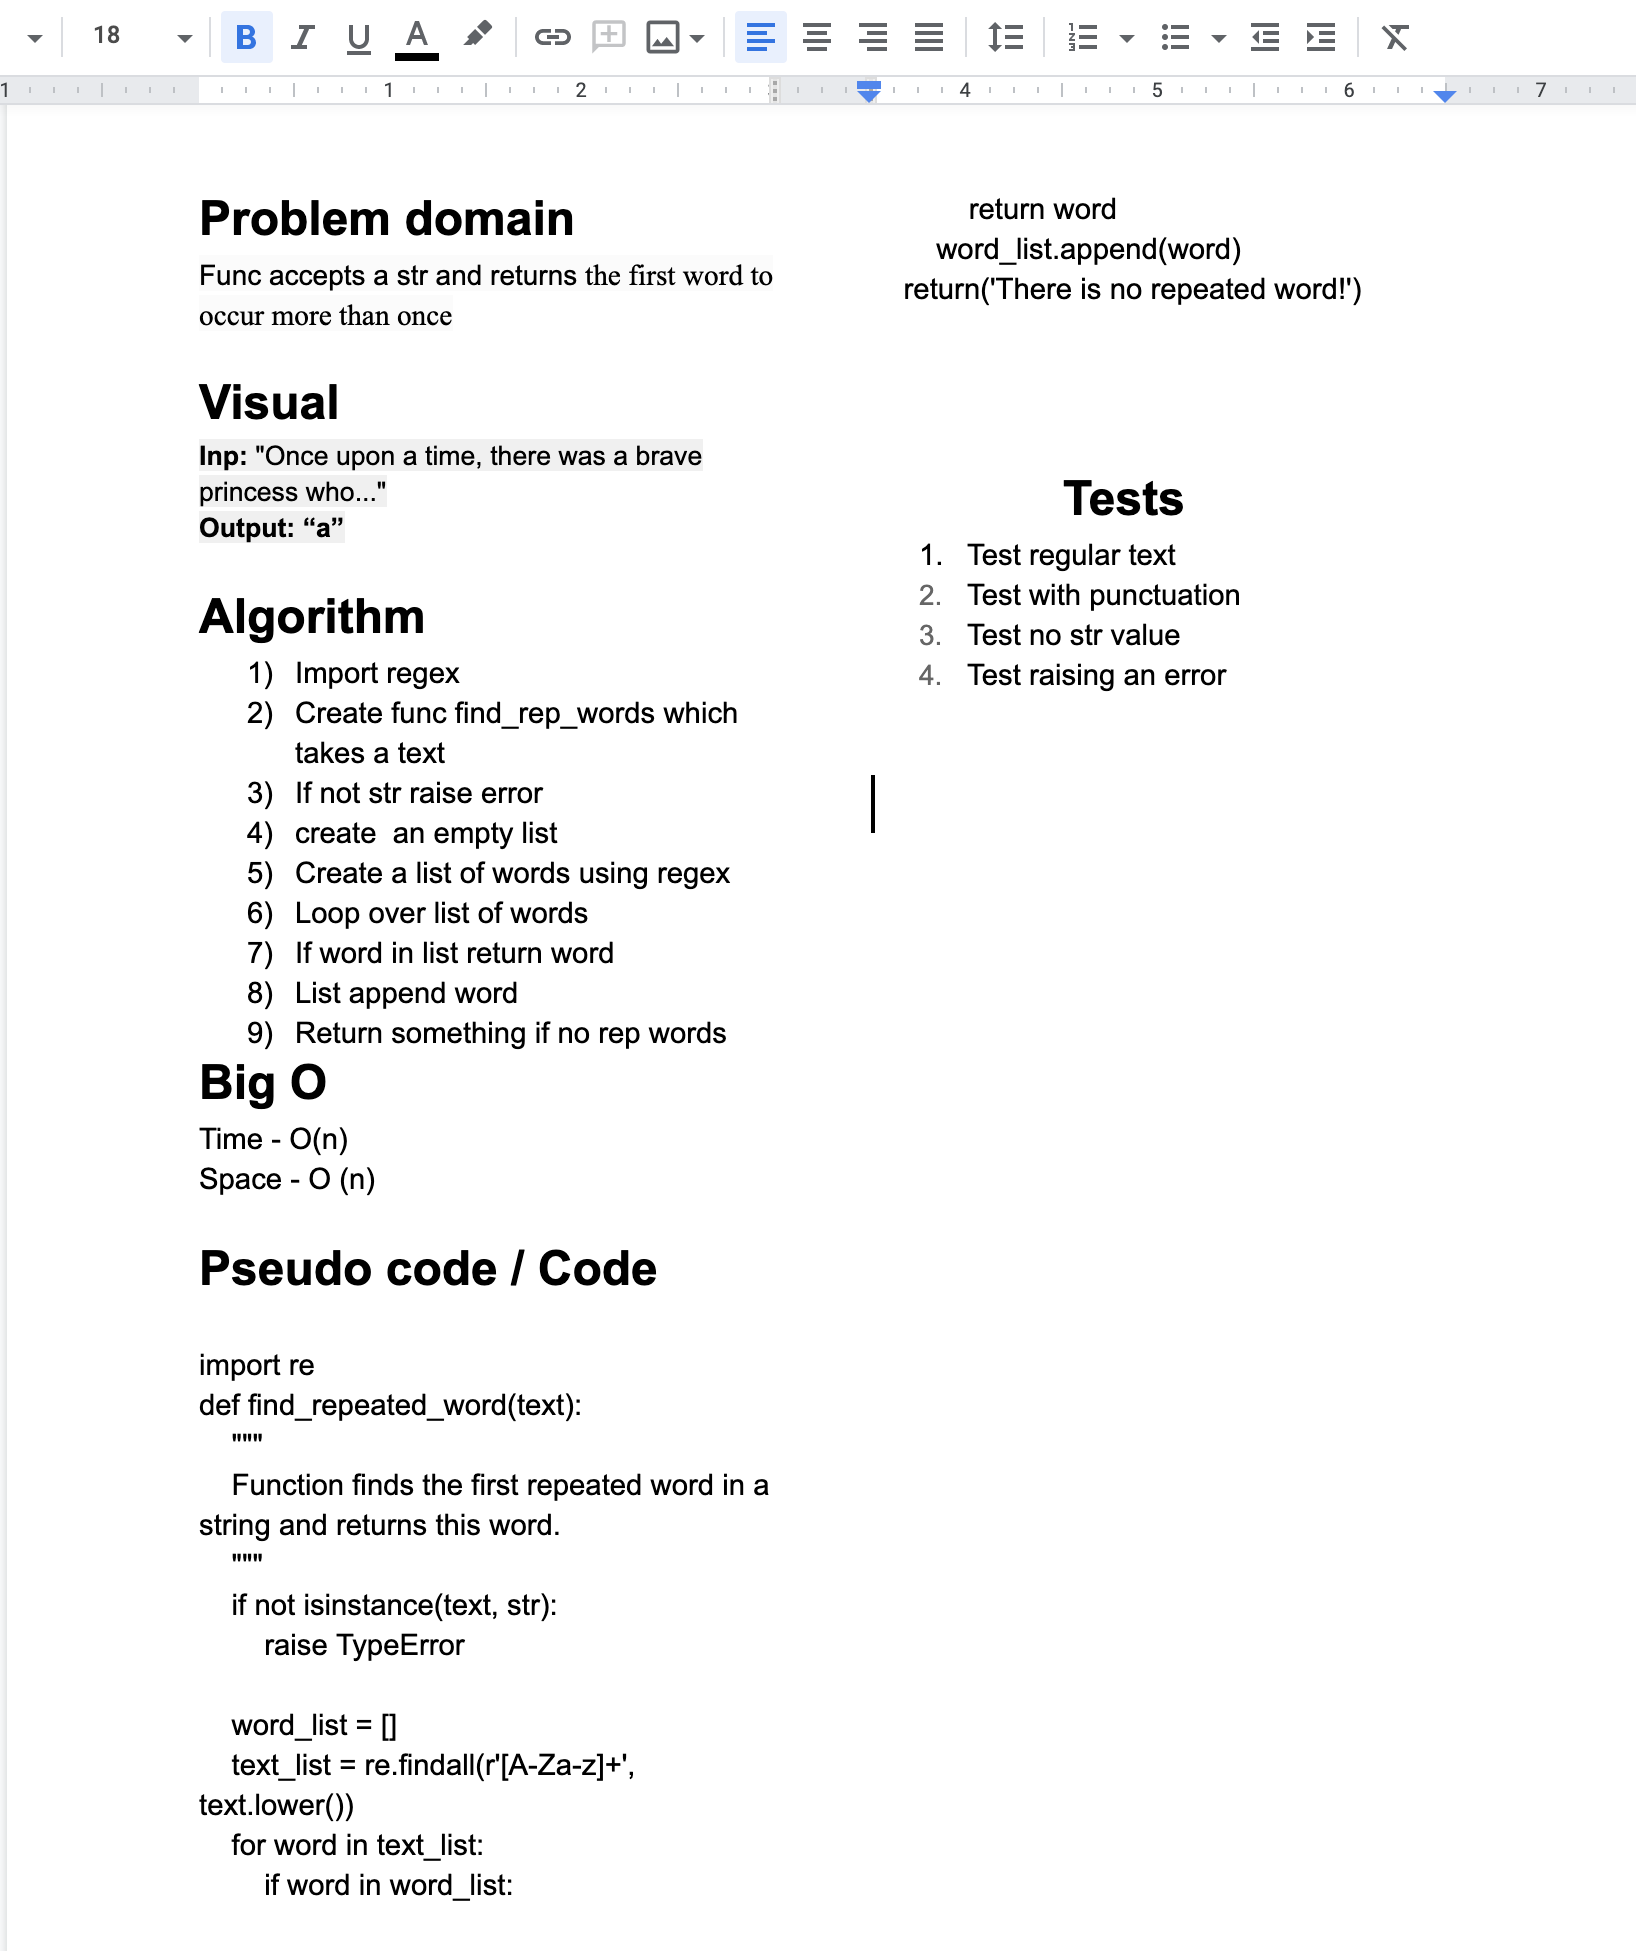 18
B I U A
1 1 2 4 5 6 7
Problem domain
Func accepts a str and returns the first word to
occur more than once
Visual
Inp: "Once upon a time, there was a brave
princess who..."
Output: “a”
Algorithm
1) Import regex
2) Create func find_rep_words which
takes a text
3) If not str raise error
4) create  an empty list
5) Create a list of words using regex
6) Loop over list of words
7) If word in list return word
8) List append word
9) Return something if no rep words
Big O
Time - O(n)
Space - O (n)
Pseudo code / Code
import re
def find_repeated_word(text):
"""
Function finds the first repeated word in a
string and returns this word.
"""
if not isinstance(text, str):
raise TypeError
word_list = []
text_list = re.findall(r'[A-Za-z]+',
text.lower())
for word in text_list:
if word in word_list:
return word
word_list.append(word)
return('There is no repeated word!')
Tests
1. Test regular text
2. Test with punctuation
3. Test no str value
4. Test raising an error